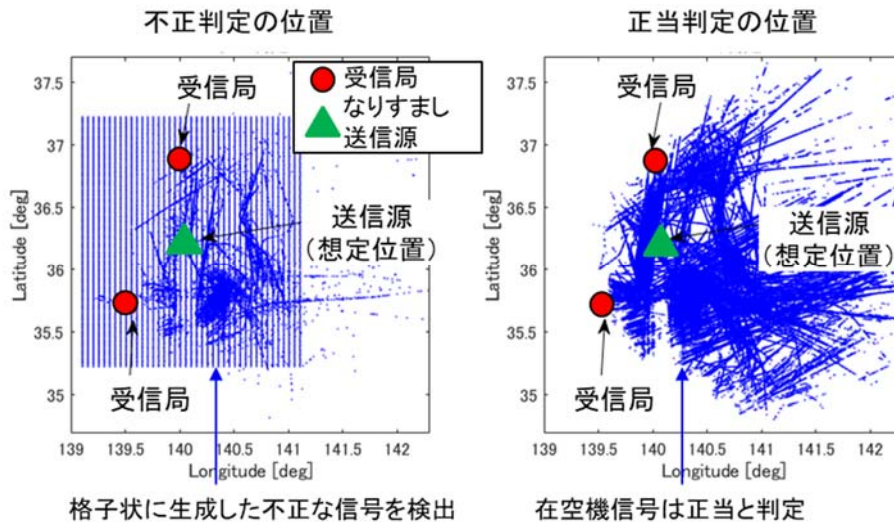 不正判定の位置
正当判定の位置
受信局
なりすまし
送信源
37.5
37
36.5
36
35.5
35
Latitude [deg]
受信局
送信源
(想定位置)
受信局
139
139.5
140
140.5
141
141.5
142
Longitude [deg]
格子状に生成した不正な信号を検出
37.5
37
36.5
36
35.5
35
Latitude [deg]
受信局
送信源
(想定位置)
受信局
139
139.5
140
140.5
141
141.5
142
Longitude [deg]
在空機信号は正当と判定